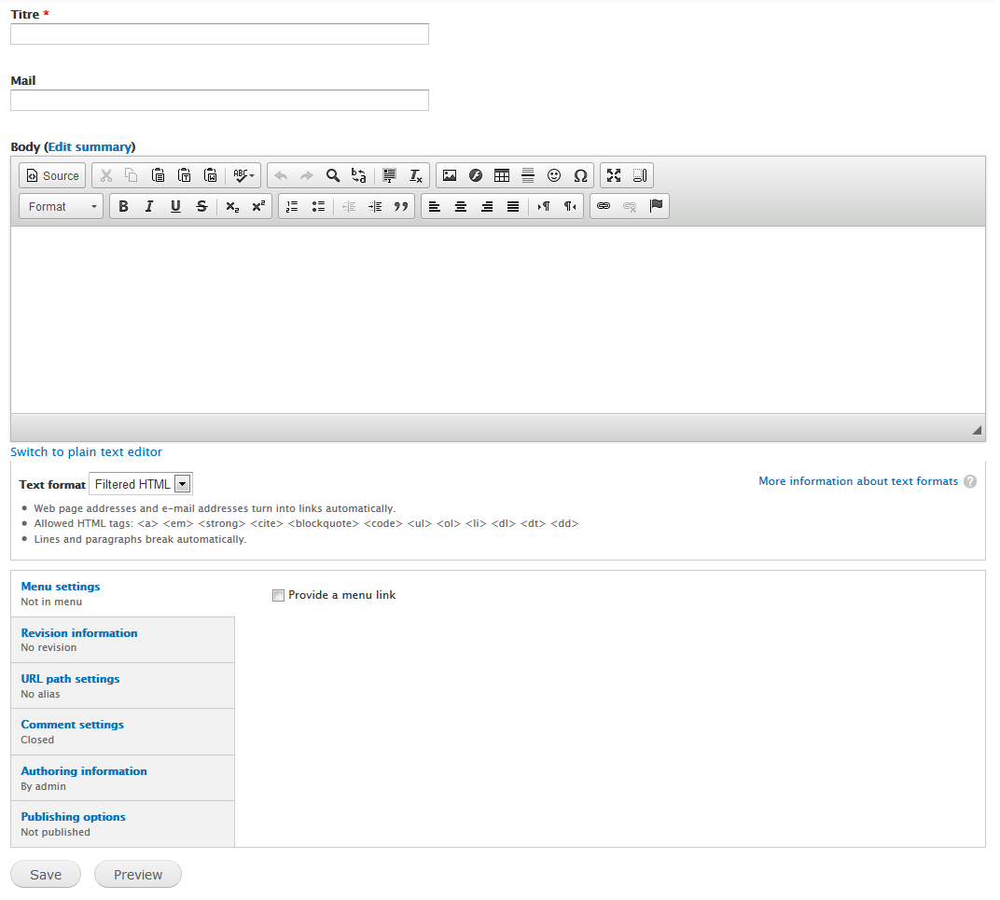 Titre *
Mail
Body (Edit summary)
Source ABC
Format B I U S x₂ x²
Switch to plain text editor
Text format Filtered HTML More information about text formats ?
Web page addresses and e-mail addresses turn into links automatically.
Allowed HTML tags: <a> <em> <strong> <cite> <blockquote> <code> <ul> <ol> <li> <dl> <dt> <dd>
Lines and paragraphs break automatically.
Menu settings
Not in menu
Provide a menu link
Revision information
No revision
URL path settings
No alias
Comment settings
Closed
Authoring information
By admin
Publishing options
Not published
Save Preview